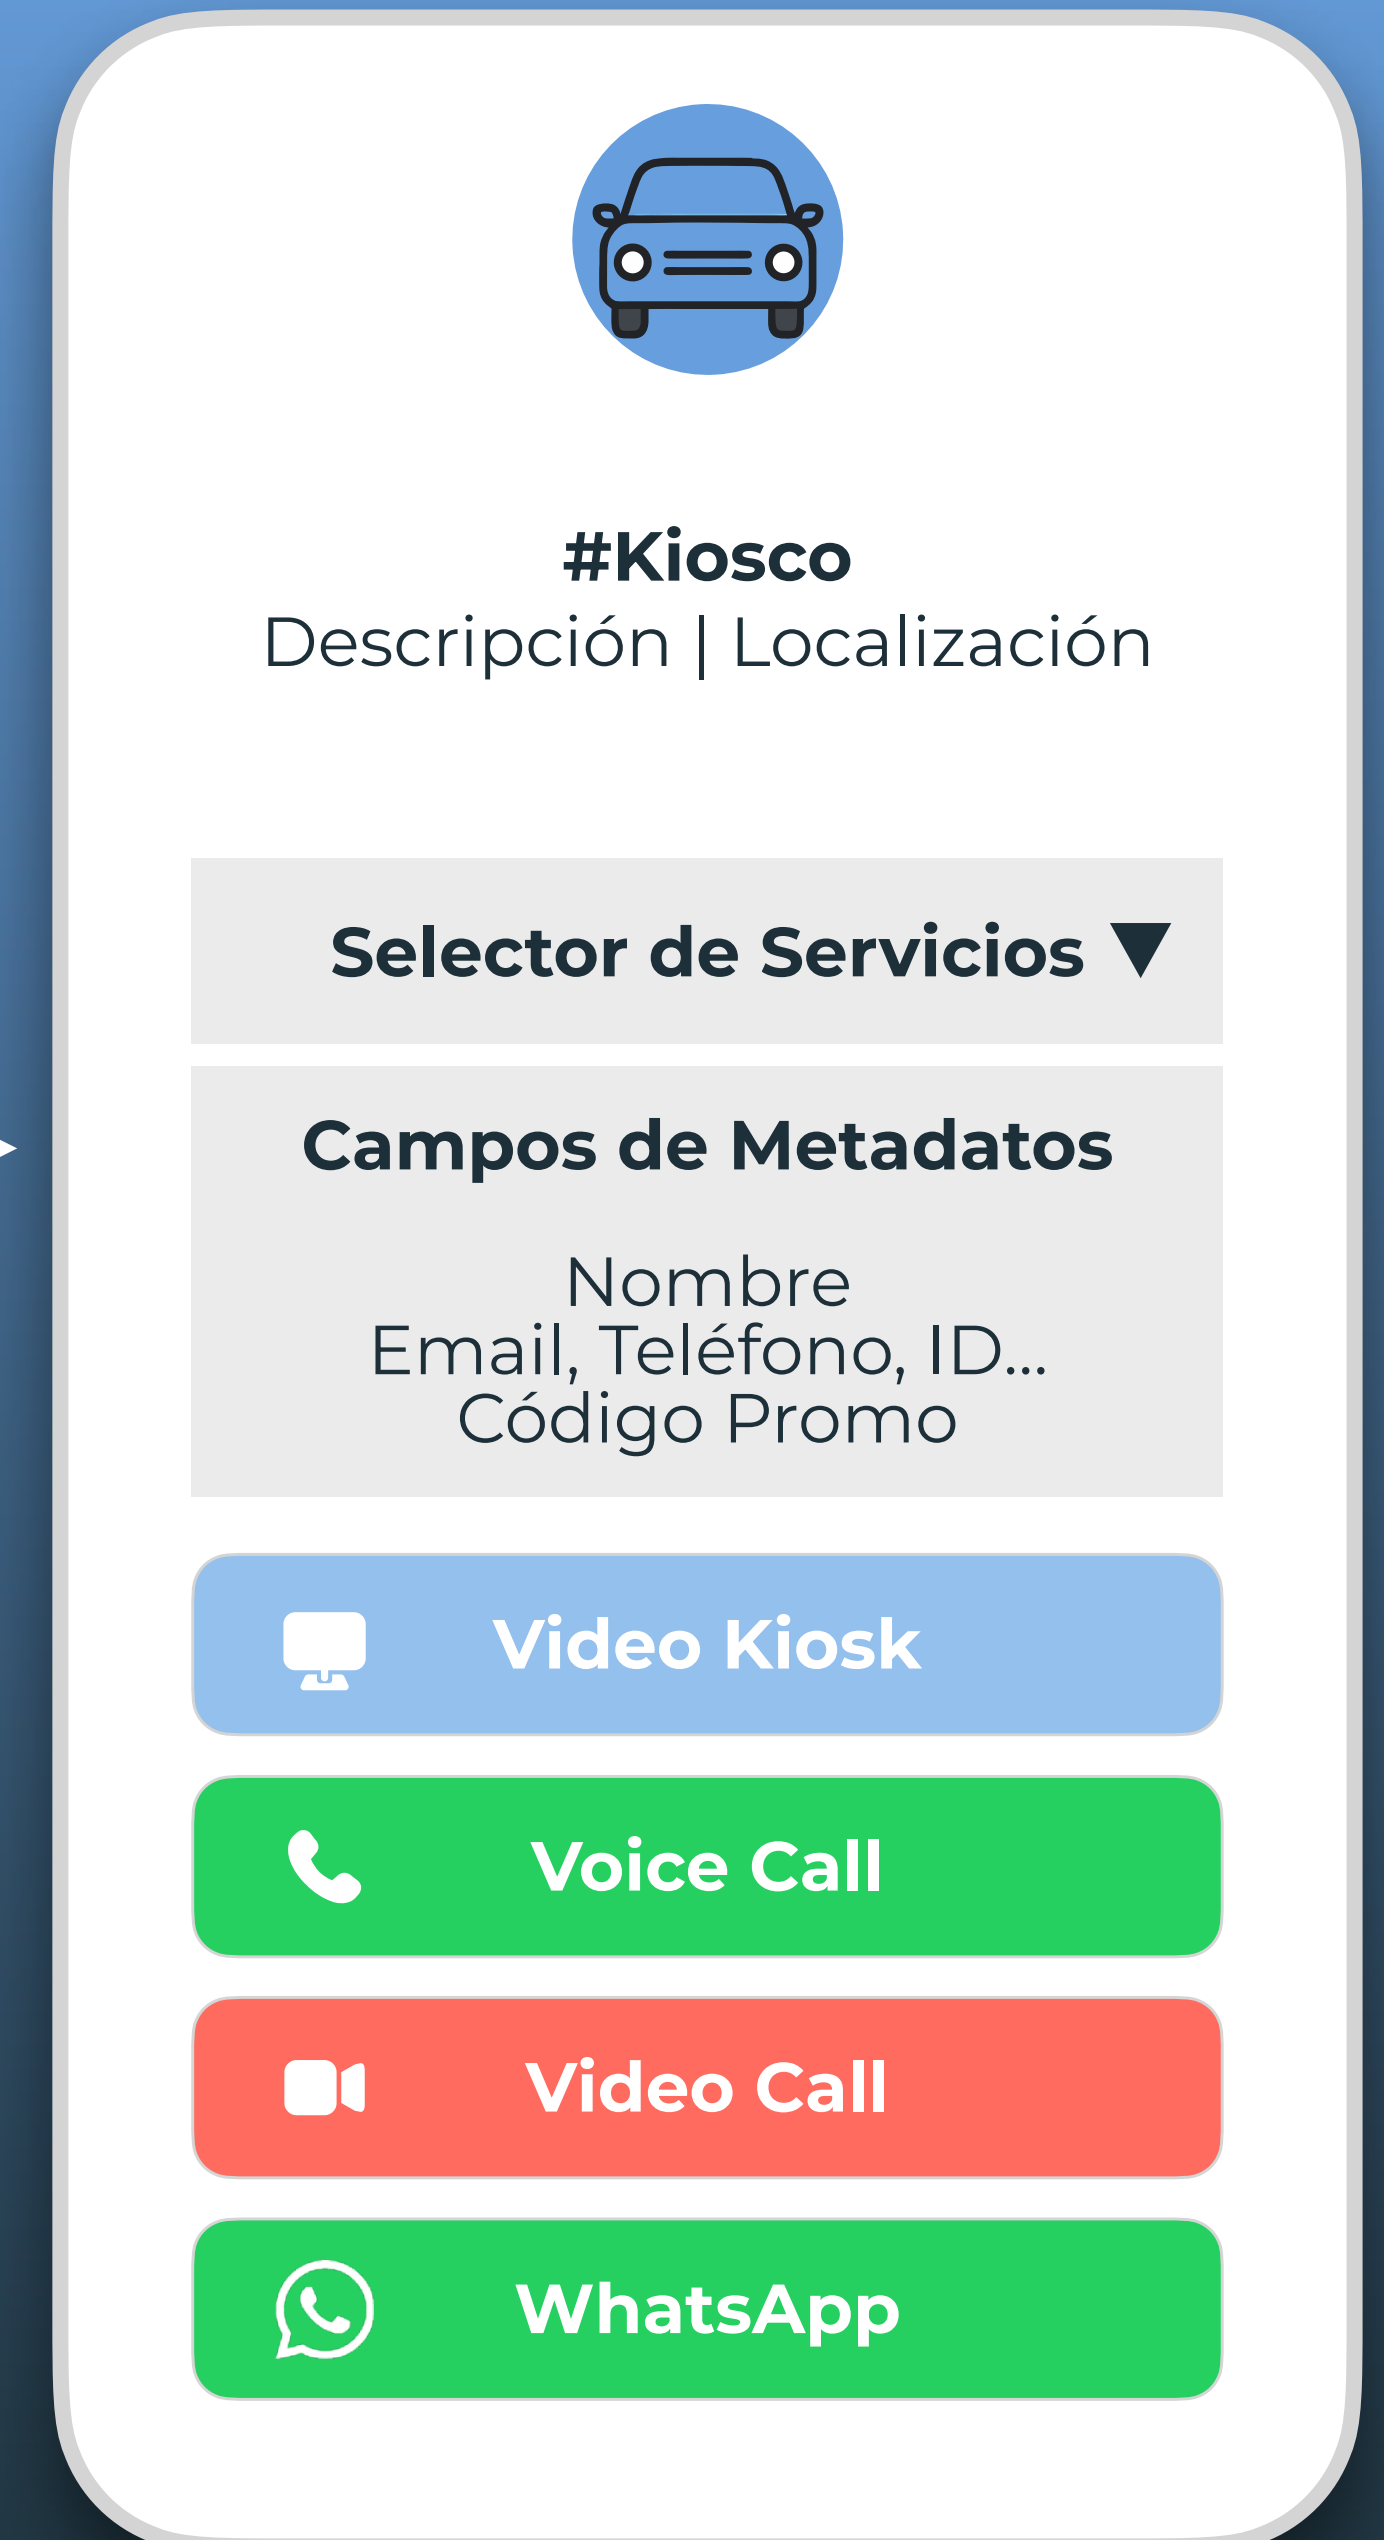 #Kiosco
Descripción | Localización
Selector de Servicios
Campos de Metadatos
Nombre
Email, Teléfono, ID...
Código Promo
Video Kiosk
Voice Call
Video Call
WhatsApp